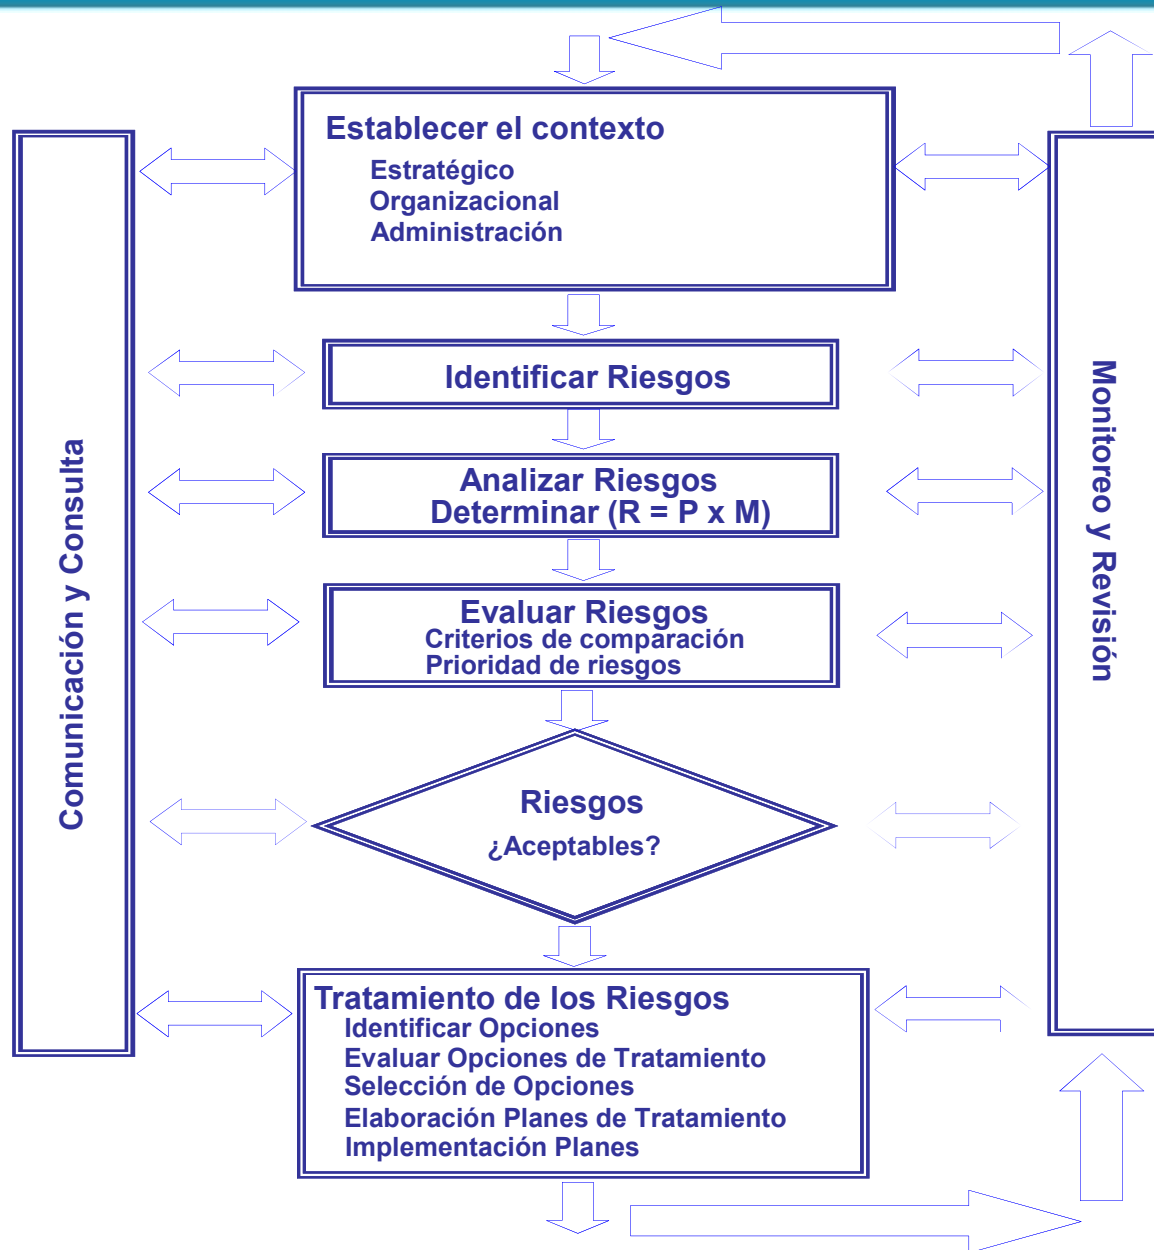 Establecer el contexto
Estratégico
Organizacional
Administración
Identificar Riesgos
Analizar Riesgos
Determinar (R = P x M)
Evaluar Riesgos
Criterios de comparación
Prioridad de riesgos
Riesgos
¿Aceptables?
Tratamiento de los Riesgos
Identificar Opciones
Evaluar Opciones de Tratamiento
Selección de Opciones
Elaboración Planes de Tratamiento
Implementación Planes
Comunicación y Consulta
Monitoreo y Revisión